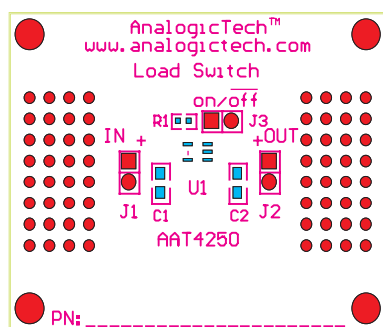 AnalogicTech™
www.analogictech.com
Load Switch
on/off
R1 J3
IN + + OUT
U1
J1 C1 C2 J2
AAT4250
PN:____________________